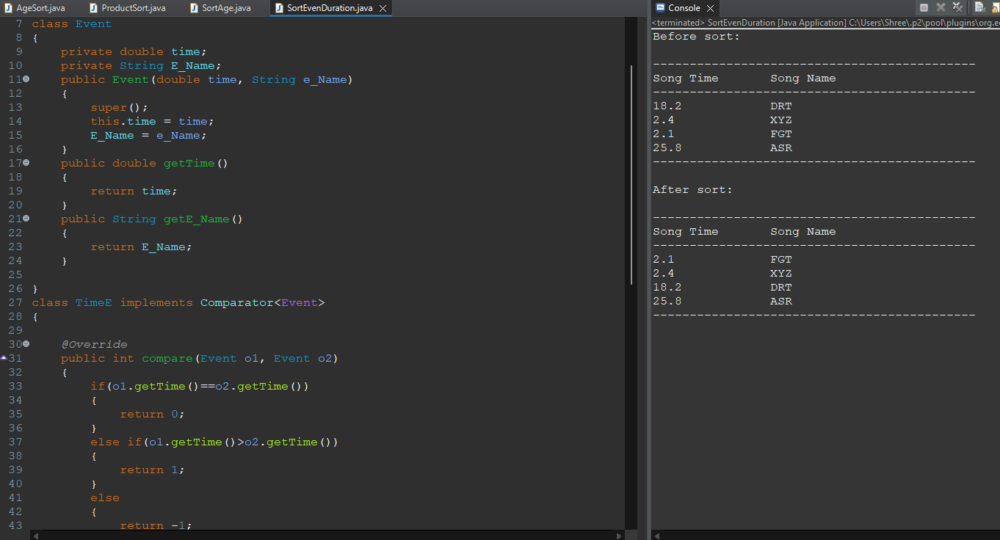 AgeSort.java ProductSort.java SortAge.java SortEvenDuration.java
7 class Event
8 {
9     private double time;
10     private String E_Name;
11     public Event(double time, String e_Name)
12     {
13         super();
14         this.time = time;
15         E_Name = e_Name;
16     }
17     public double getTime()
18     {
19         return time;
20     }
21     public String getE_Name()
22     {
23         return E_Name;
24     }
25
26 }
27 class TimeE implements Comparator<Event>
28 {
29
30     @Override
31     public int compare(Event o1, Event o2)
32     {
33         if(o1.getTime()==o2.getTime())
34         {
35             return 0;
36         }
37         else if(o1.getTime()>o2.getTime())
38         {
39             return 1;
40         }
41         else
42         {
43             return -1;
Console
<terminated> SortEvenDuration [Java Application] C:\Users\Shree\.p2\pool\plugins\org.ec
Before sort:
--------------------------------------------
Song Time       Song Name
--------------------------------------------
18.2            DRT
2.4             XYZ
2.1             FGT
25.8            ASR
--------------------------------------------
After sort:
--------------------------------------------
Song Time       Song Name
--------------------------------------------
2.1             FGT
2.4             XYZ
18.2            DRT
25.8            ASR
--------------------------------------------